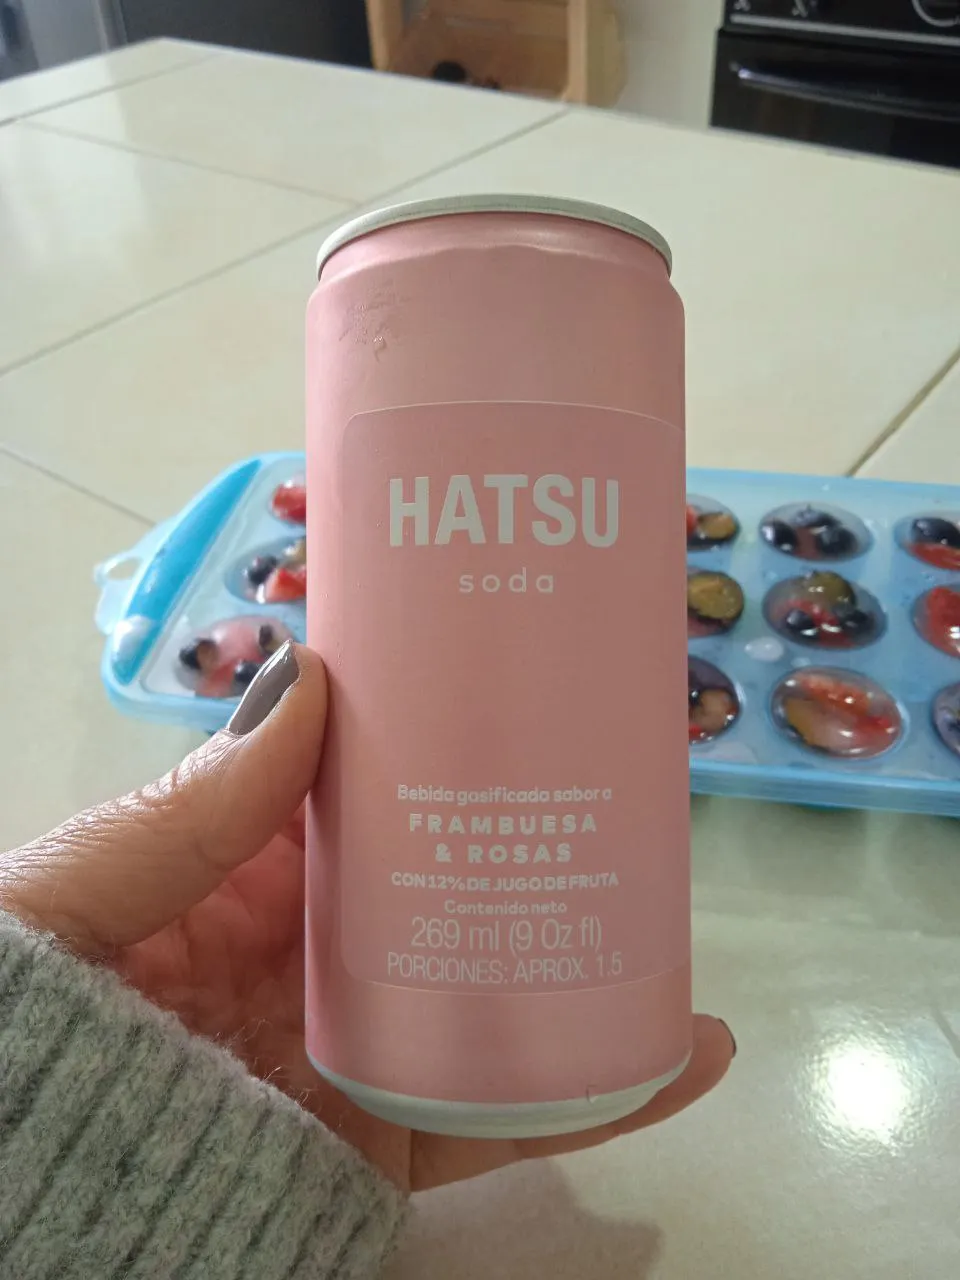 HATSU
soda
Bebida gasificada sabor a
FRAMBUESA
& ROSAS
CON 12% DE JUGO DE FRUTA
Contenido neto
269 ml (9 Oz fl)
PORCIONES: APROX. 1.5